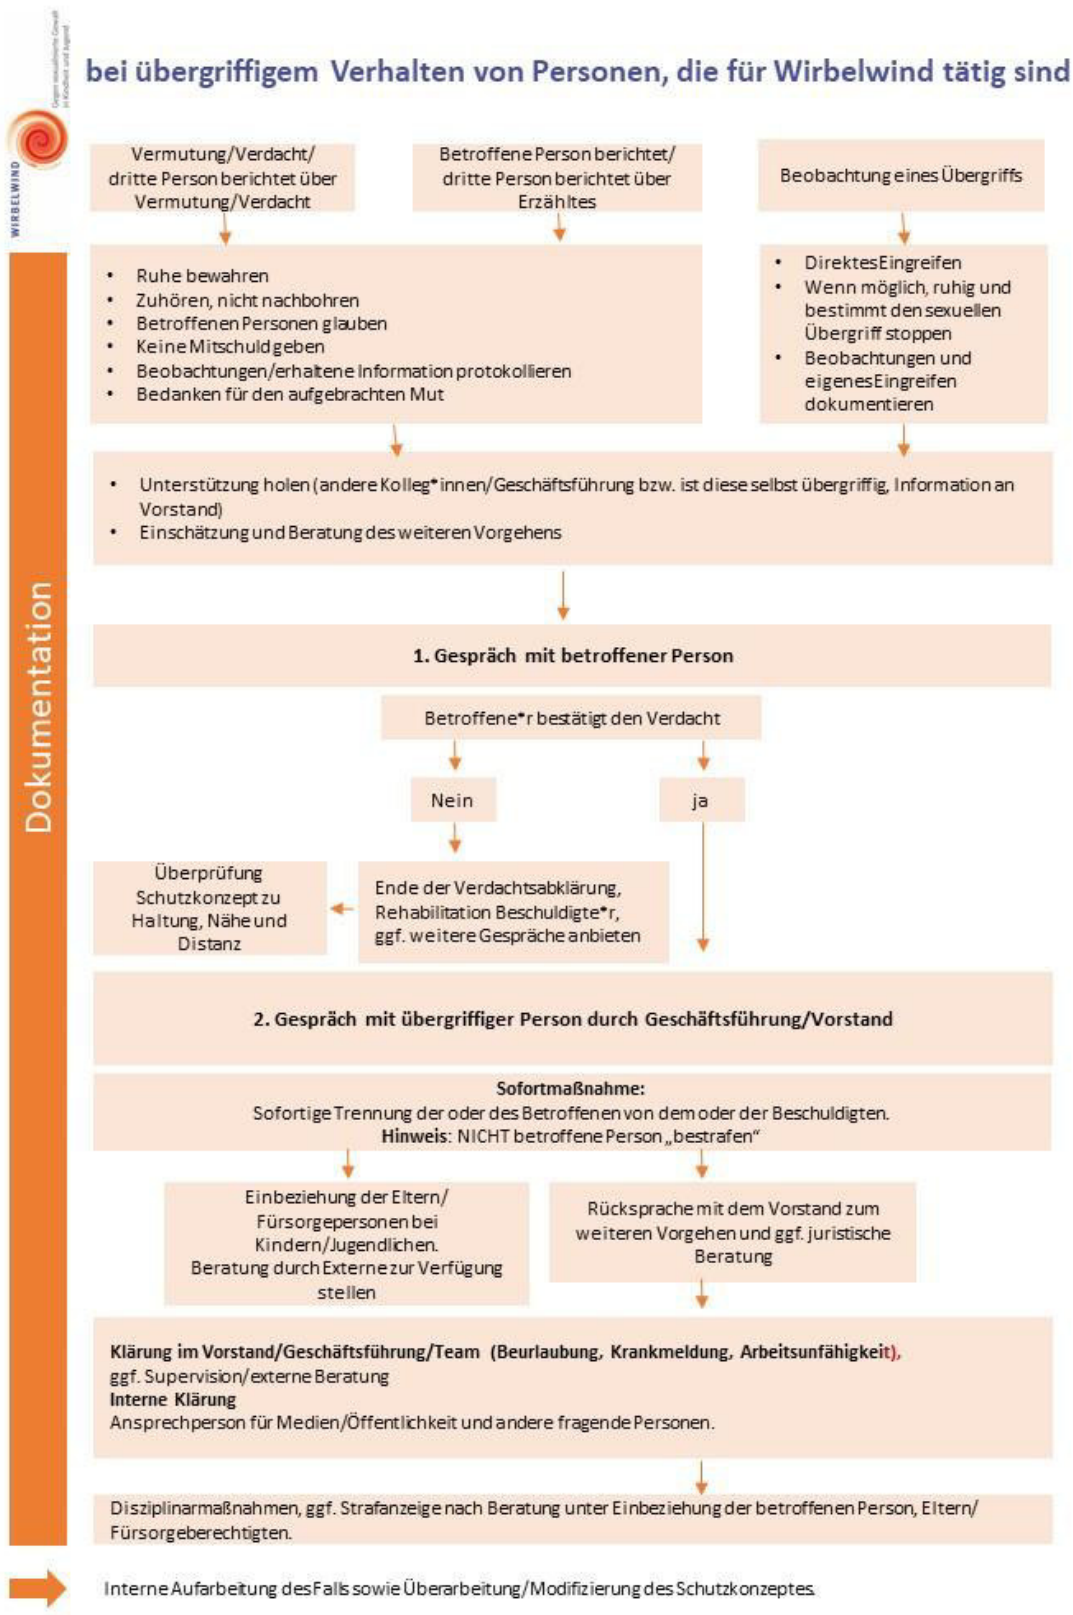 Gegen sexualisierte Gewalt
in Kindheit und Jugend
WIRBELWIND
bei übergriffigem Verhalten von Personen, die für Wirbelwind tätig sind
Vermutung/Verdacht/
dritte Person berichtet über
Vermutung/Verdacht
Betroffene Person berichtet/
dritte Person berichtet über
Erzähltes
Beobachtung eines Übergriffs
• Ruhe bewahren
• Zuhören, nicht nachbohren
• Betroffenen Personen glauben
• Keine Mitschuld geben
• Beobachtungen/erhaltene Information protokollieren
• Bedanken für den aufgebrachten Mut
• Direktes Eingreifen
• Wenn möglich, ruhig und
bestimmt den sexuellen
Übergriff stoppen
• Beobachtungen und
eigenes Eingreifen
dokumentieren
• Unterstützung holen (andere Kolleg*innen/Geschäftsführung bzw. ist diese selbst übergriffig, Information an
Vorstand)
• Einschätzung und Beratung des weiteren Vorgehens
Dokumentation
1. Gespräch mit betroffener Person
Betroffene*r bestätigt den Verdacht
Nein
ja
Überprüfung
Schutzkonzept zu
Haltung, Nähe und
Distanz
Ende der Verdachtsabklärung,
Rehabilitation Beschuldigte*r,
ggf. weitere Gespräche anbieten
2. Gespräch mit übergriffiger Person durch Geschäftsführung/Vorstand
Sofortmaßnahme:
Sofortige Trennung der oder des Betroffenen von dem oder der Beschuldigten.
Hinweis: NICHT betroffene Person „bestrafen“
Einbeziehung der Eltern/
Fürsorgepersonen bei
Kindern/Jugendlichen.
Beratung durch Externe zur Verfügung
stellen
Rücksprache mit dem Vorstand zum
weiteren Vorgehen und ggf. juristische
Beratung
Klärung im Vorstand/Geschäftsführung/Team (Beurlaubung, Krankmeldung, Arbeitsunfähigkeit),
ggf. Supervision/externe Beratung
Interne Klärung
Ansprechperson für Medien/Öffentlichkeit und andere fragende Personen.
Disziplinarmaßnahmen, ggf. Strafanzeige nach Beratung unter Einbeziehung der betroffenen Person, Eltern/
Fürsorgeberechtigten.
Interne Aufarbeitung des Falls sowie Überarbeitung/Modifizierung des Schutzkonzeptes.